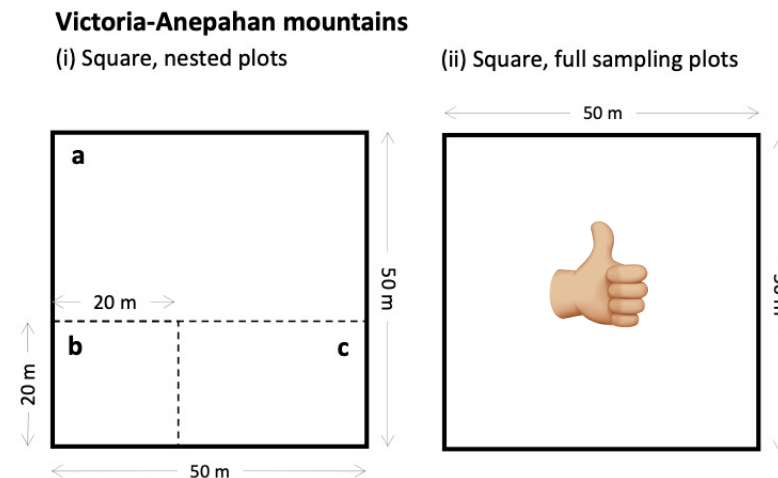 Victoria-Anepahan mountains
(i) Square, nested plots
(ii) Square, full sampling plots
50 m
a
50 m
20 m
b
c
20 m
50 m